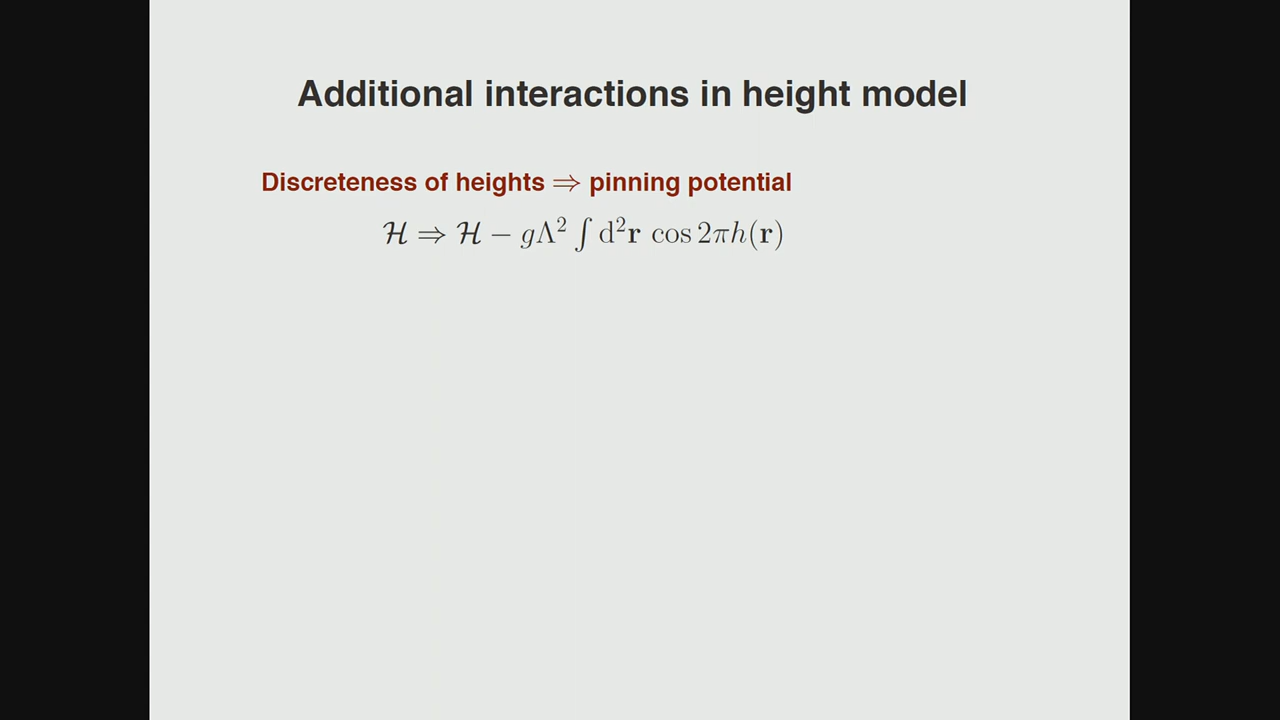 Additional interactions in height model
Discreteness of heights ⇒ pinning potential
ℋ ⇒ ℋ − gΛ² ∫ d²𝐫 cos 2πh(𝐫)